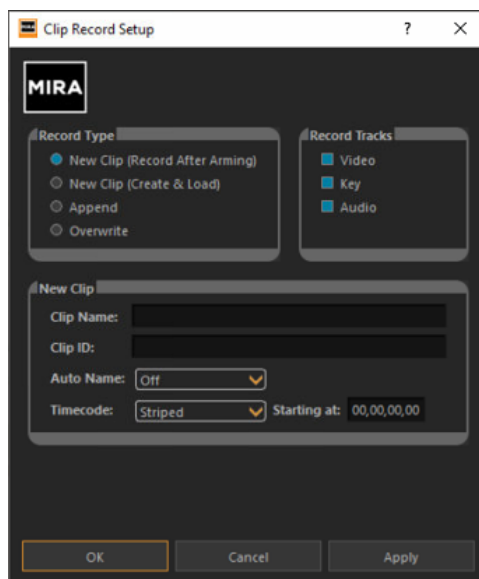 Clip Record Setup
?
MIRA
Record Type
New Clip (Record After Arming)
New Clip (Create & Load)
Append
Overwrite
Record Tracks
Video
Key
Audio
New Clip
Clip Name:
Clip ID:
Auto Name: Off
Timecode: Striped Starting at: 00,00,00,00
OK Cancel Apply